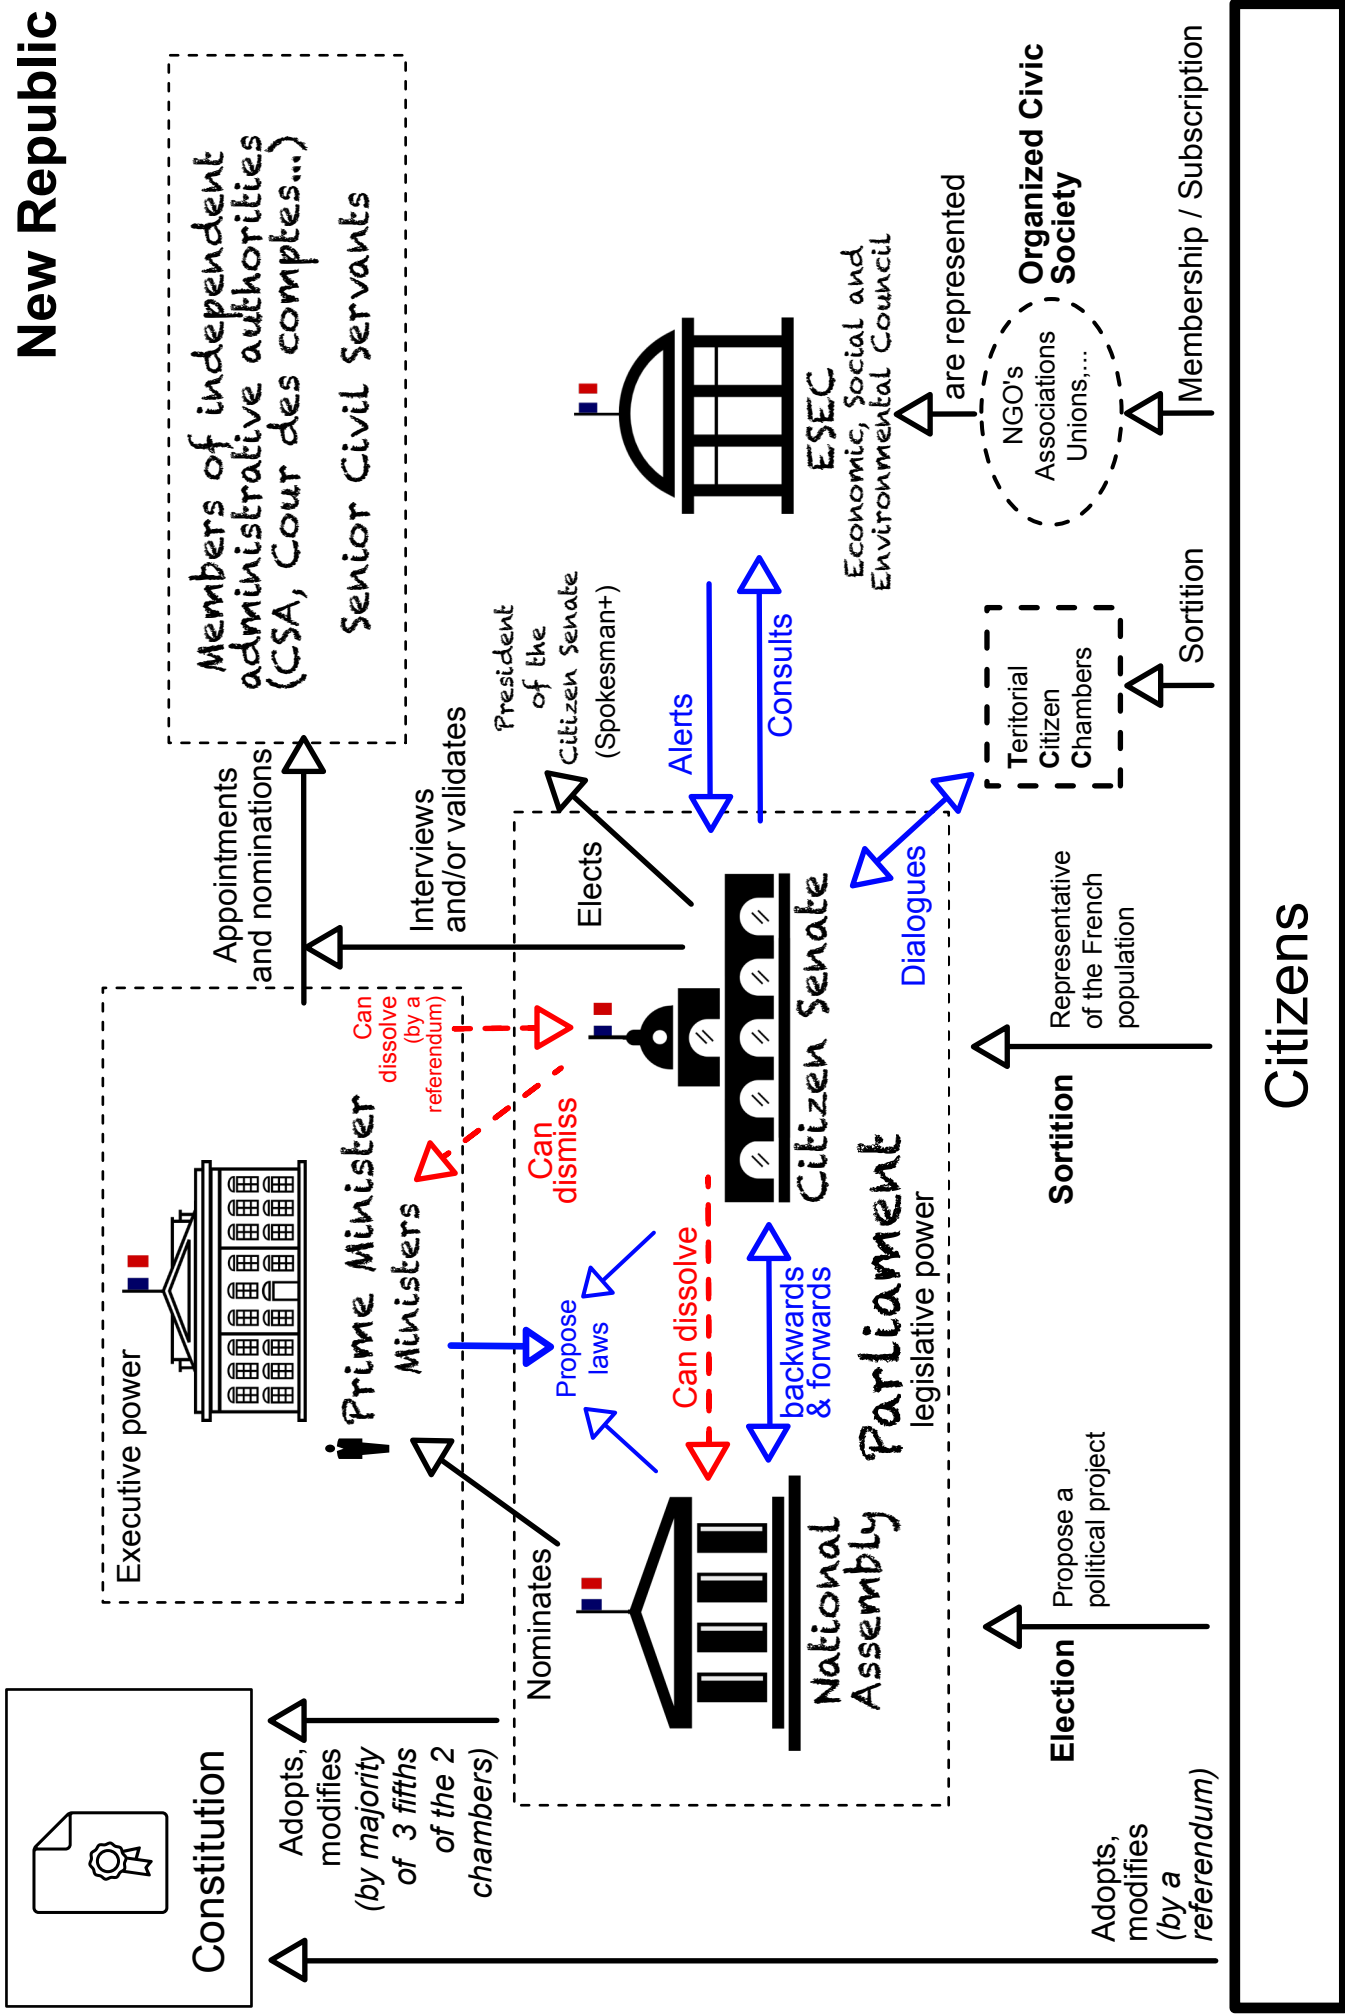 New Republic
Constitution
Executive power
Prime Minister
Ministers
Appointments
and nominations
Members of independent
administrative authorities
(CSA, Cour des comptes...)
Senior Civil Servants
Adopts,
modifies
(by majority
of 3 fifths
of the 2
chambers)
Nominates
Can
dissolve
(by a
referendum)
Can
dismiss
Interviews
and/or validates
Elects
President
of the
Citizen Senate
(Spokesman+)
Propose
laws
Can dissolve
backwards
& forwards
National
Assembly
Citizen Senate
Parliament
legislative power
Alerts
Consults
ESEC
Economic, Social and
Environmental Council
Dialogues
are represented
Teritorial
Citizen
Chambers
NGO's
Associations
Unions,...
Organized Civic
Society
Adopts,
modifies
(by a
referendum)
Election
Propose a
political project
Sortition
Representative
of the French
population
Sortition
Membership / Subscription
Citizens